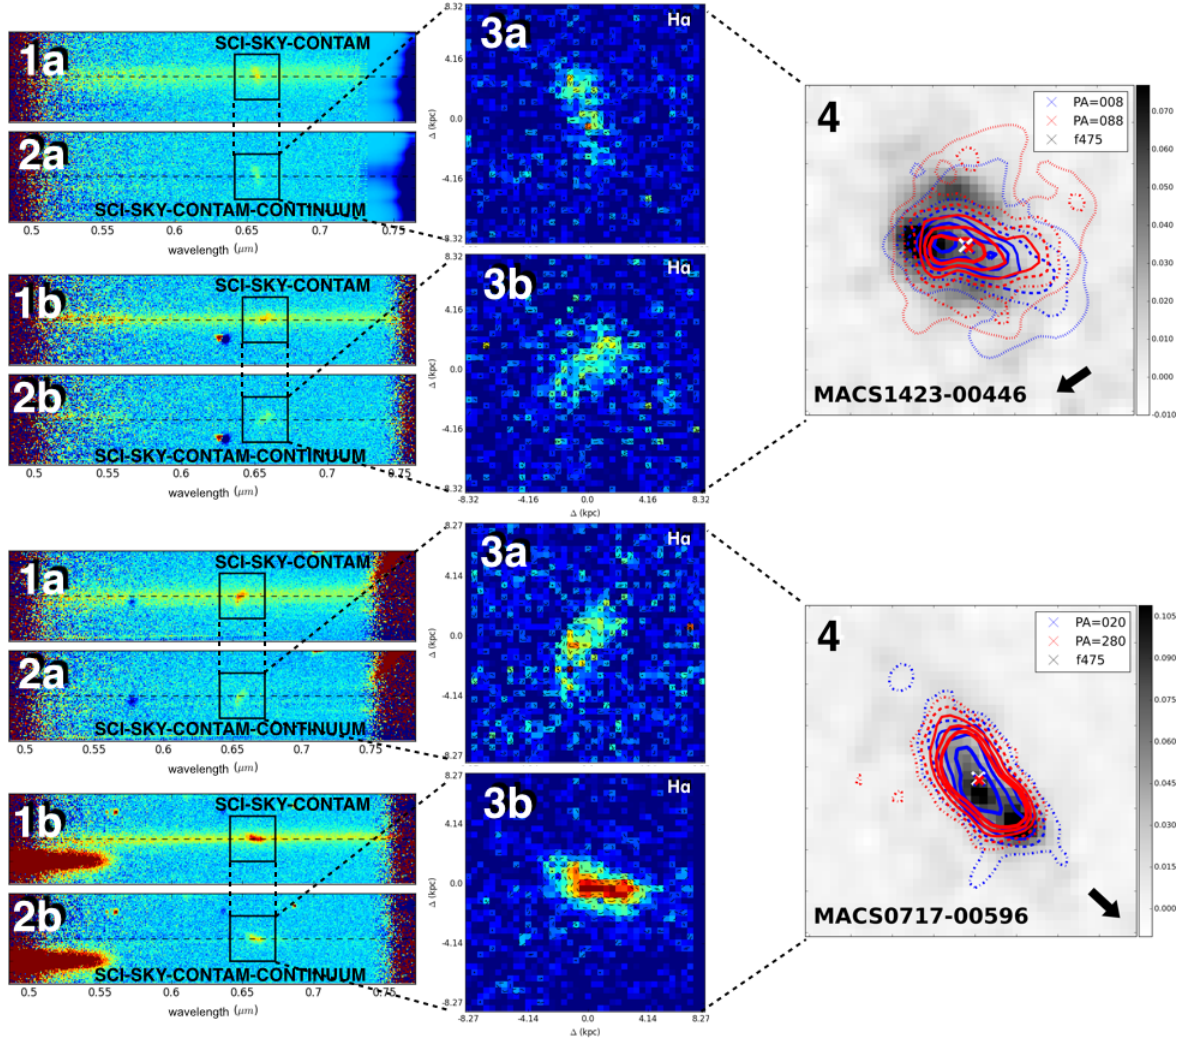 1a
SCI-SKY-CONTAM
2a
SCI-SKY-CONTAM-CONTINUUM
0.5 0.55 0.6 0.65 0.7 0.75
wavelength (μm)
3a
Hα
8.32
4.16
0.0
-4.16
-8.32
Δ (kpc)
1b
SCI-SKY-CONTAM
2b
SCI-SKY-CONTAM-CONTINUUM
0.5 0.55 0.6 0.65 0.7 0.75
wavelength (μm)
3b
Hα
8.32
4.16
0.0
-4.16
-8.32
Δ (kpc)
-8.32 -4.16 0.0 4.16 8.32
Δ (kpc)
4
PA=008
PA=088
f475
MACS1423-00446
0.070
0.060
0.050
0.040
0.030
0.020
0.010
0.000
-0.010
1a
SCI-SKY-CONTAM
2a
SCI-SKY-CONTAM-CONTINUUM
0.5 0.55 0.6 0.65 0.7 0.75
wavelength (μm)
3a
Hα
8.27
4.14
0.0
-4.14
-8.27
Δ (kpc)
1b
SCI-SKY-CONTAM
2b
SCI-SKY-CONTAM-CONTINUUM
0.5 0.55 0.6 0.65 0.7 0.75
wavelength (μm)
3b
Hα
8.27
4.14
0.0
-4.14
-8.27
Δ (kpc)
-8.27 -4.14 0.0 4.14 8.27
Δ (kpc)
4
PA=020
PA=280
f475
MACS0717-00596
0.105
0.090
0.075
0.060
0.045
0.030
0.015
0.000